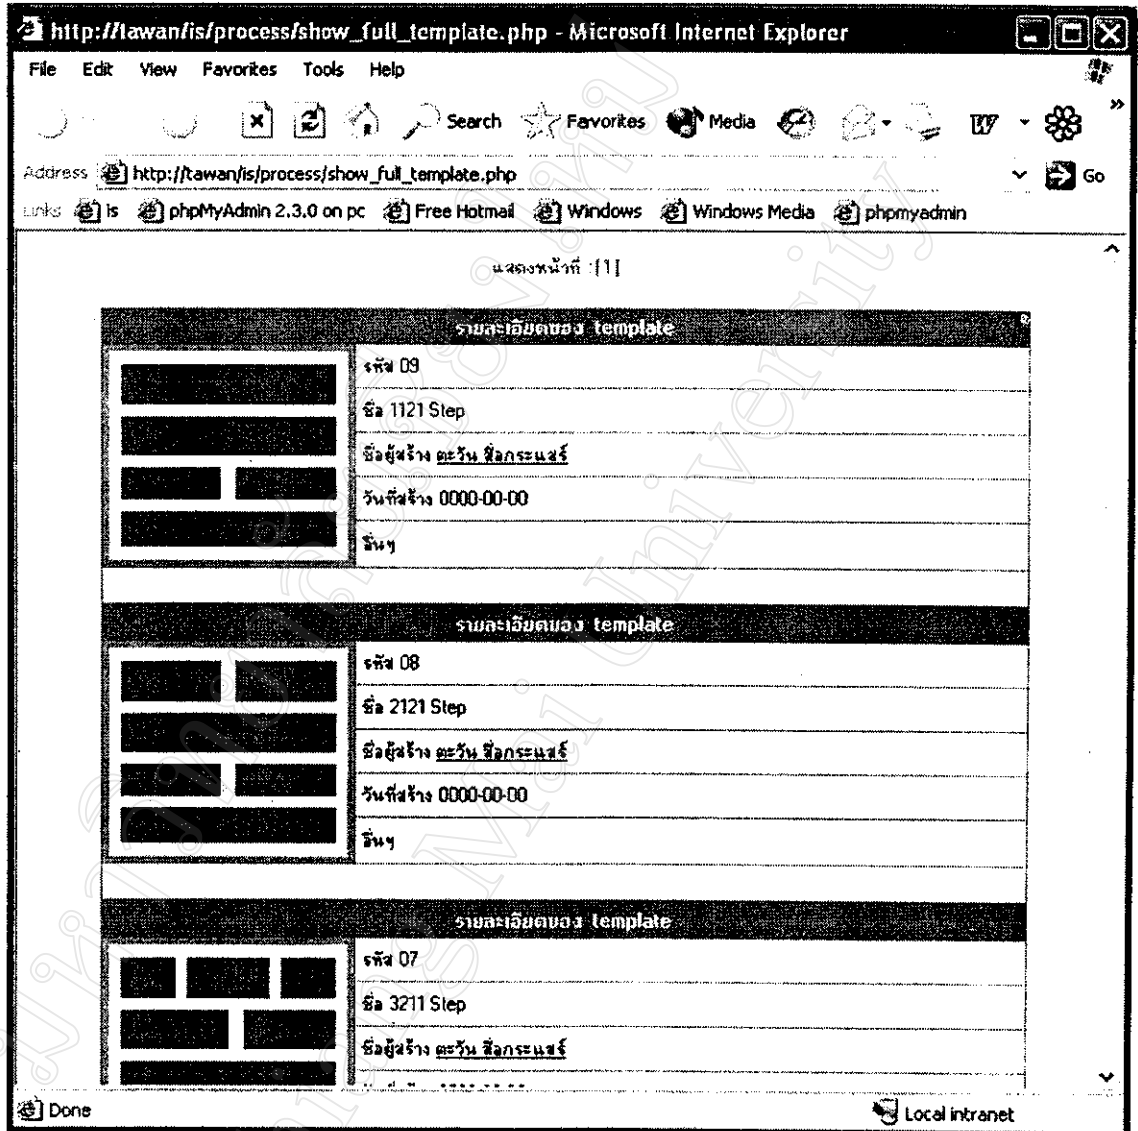 http://tawan/is/process/show_full_template.php - Microsoft Internet Explorer
File Edit View Favorites Tools Help
Search Favorites Media W »
Address http://tawan/is/process/show_full_template.php Go
Links is phpMyAdmin 2.3.0 on pc Free Hotmail Windows Windows Media phpmyadmin
แสดงหน้าที่ :[1]
รายละเอียดของ template
รหัส 09
ชื่อ 1121 Step
ชื่อผู้สร้าง ตะวัน สื่อกระแสร์
วันที่สร้าง 0000-00-00
อื่นๆ
รายละเอียดของ template
รหัส 08
ชื่อ 2121 Step
ชื่อผู้สร้าง ตะวัน สื่อกระแสร์
วันที่สร้าง 0000-00-00
อื่นๆ
รายละเอียดของ template
รหัส 07
ชื่อ 3211 Step
ชื่อผู้สร้าง ตะวัน สื่อกระแสร์
Done Local intranet